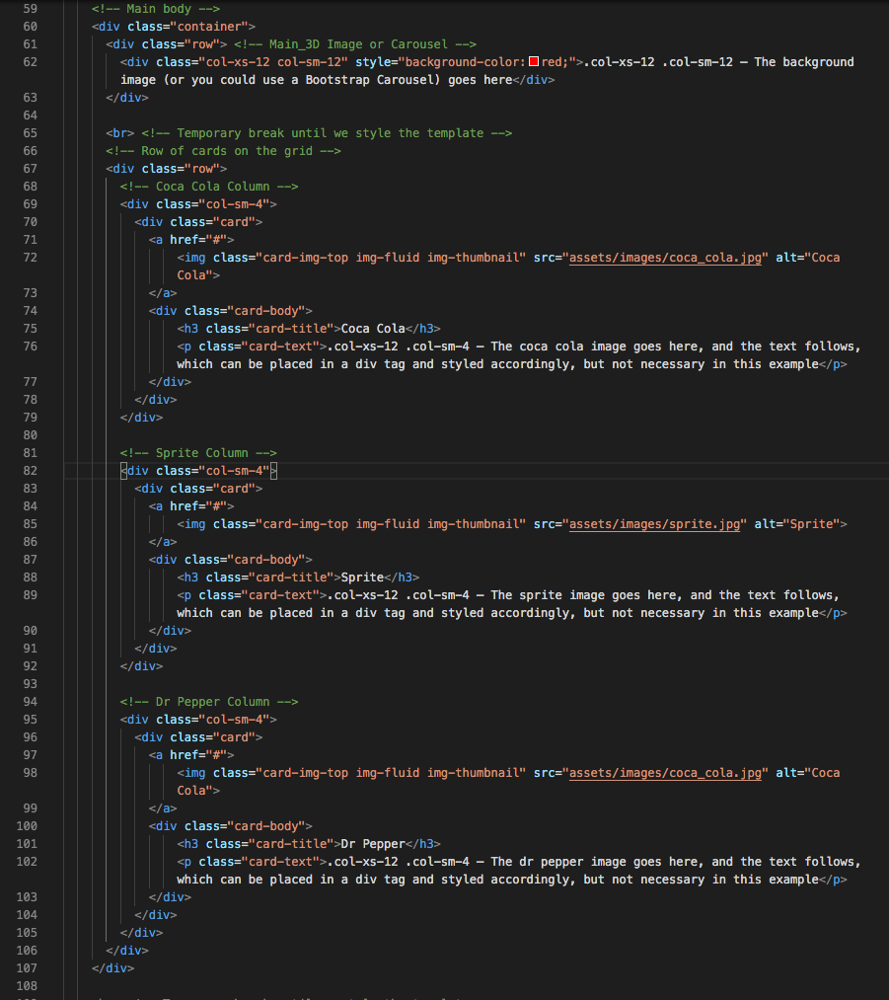 59 <!-- Main body -->
60 <div class="container">
61 <div class="row"> <!-- Main_3D Image or Carousel -->
62 <div class="col-xs-12 col-sm-12" style="background-color:red;">.col-xs-12 .col-sm-12 – The background
image (or you could use a Bootstrap Carousel) goes here</div>
63 </div>
64
65 <br> <!-- Temporary break until we style the template -->
66 <!-- Row of cards on the grid -->
67 <div class="row">
68 <!-- Coca Cola Column -->
69 <div class="col-sm-4">
70 <div class="card">
71 <a href="#">
72 <img class="card-img-top img-fluid img-thumbnail" src="assets/images/coca_cola.jpg" alt="Coca
Cola">
73 </a>
74 <div class="card-body">
75 <h3 class="card-title">Coca Cola</h3>
76 <p class="card-text">.col-xs-12 .col-sm-4 – The coca cola image goes here, and the text follows,
which can be placed in a div tag and styled accordingly, but not necessary in this example</p>
77 </div>
78 </div>
79 </div>
80
81 <!-- Sprite Column -->
82 <div class="col-sm-4">
83 <div class="card">
84 <a href="#">
85 <img class="card-img-top img-fluid img-thumbnail" src="assets/images/sprite.jpg" alt="Sprite">
86 </a>
87 <div class="card-body">
88 <h3 class="card-title">Sprite</h3>
89 <p class="card-text">.col-xs-12 .col-sm-4 – The sprite image goes here, and the text follows,
which can be placed in a div tag and styled accordingly, but not necessary in this example</p>
90 </div>
91 </div>
92 </div>
93
94 <!-- Dr Pepper Column -->
95 <div class="col-sm-4">
96 <div class="card">
97 <a href="#">
98 <img class="card-img-top img-fluid img-thumbnail" src="assets/images/coca_cola.jpg" alt="Coca
Cola">
99 </a>
100 <div class="card-body">
101 <h3 class="card-title">Dr Pepper</h3>
102 <p class="card-text">.col-xs-12 .col-sm-4 – The dr pepper image goes here, and the text follows,
which can be placed in a div tag and styled accordingly, but not necessary in this example</p>
103 </div>
104 </div>
105 </div>
106 </div>
107 </div>
108